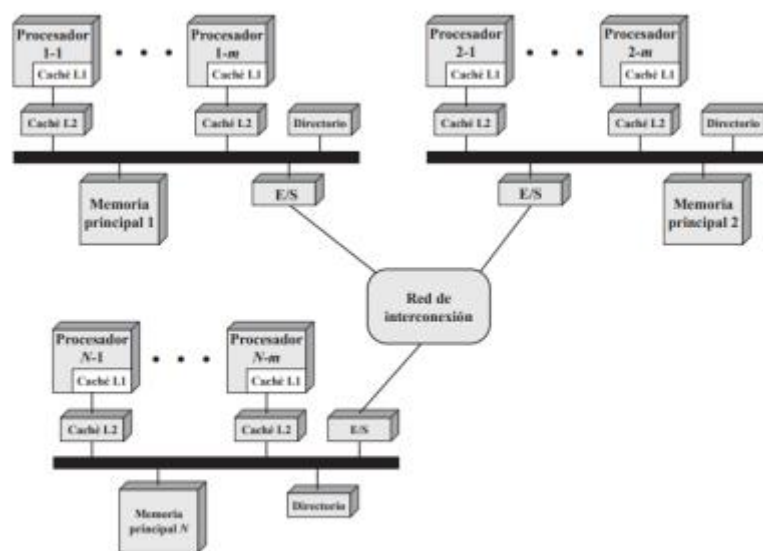 Procesador
1-1
Caché L1
Procesador
1-m
Caché L1
Caché L2
Caché L2
Directorio
Memoria
principal 1
E/S
Procesador
2-1
Caché L1
Procesador
2-m
Caché L1
Caché L2
Caché L2
Directorio
E/S
Memoria
principal 2
Red de
interconexión
Procesador
N-1
Caché L1
Procesador
N-m
Caché L1
Caché L2
Caché L2
E/S
Memoria
principal N
Directorio